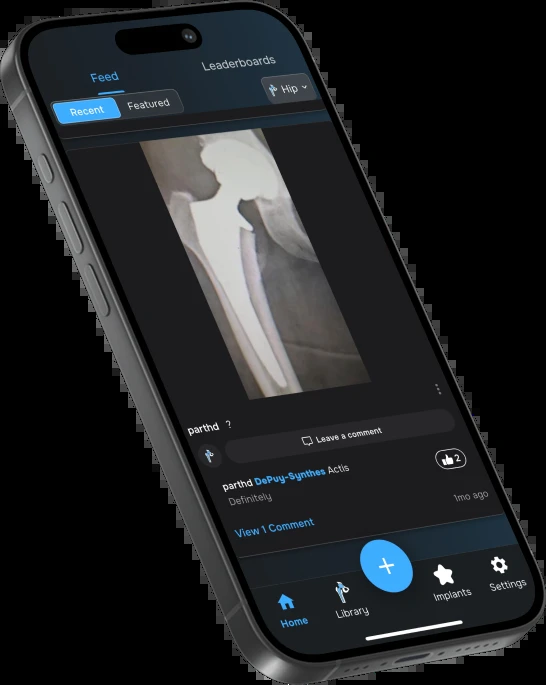 Feed
Leaderboards
Recent
Featured
Hip
parthd ?
Leave a comment
parthd DePuy-Synthes Actis
Definitely
2
1mo ago
View 1 Comment
+
Home
Library
Implants
Settings